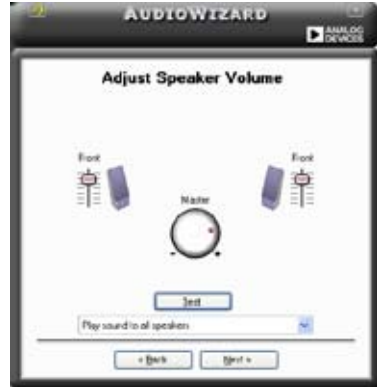 AUDIOWIZARD
ANALOG
DEVICES
Adjust Speaker Volume
Front
Front
Master
- +
Test
Play sound to all speakers
< Back Next >